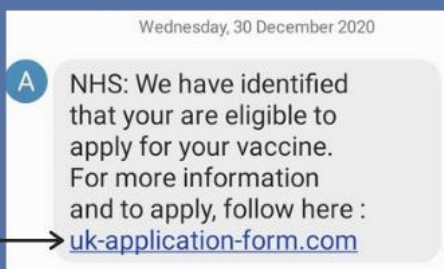 Wednesday, 30 December 2020
A
NHS: We have identified
that your are eligible to
apply for your vaccine.
For more information
and to apply, follow here :
uk-application-form.com